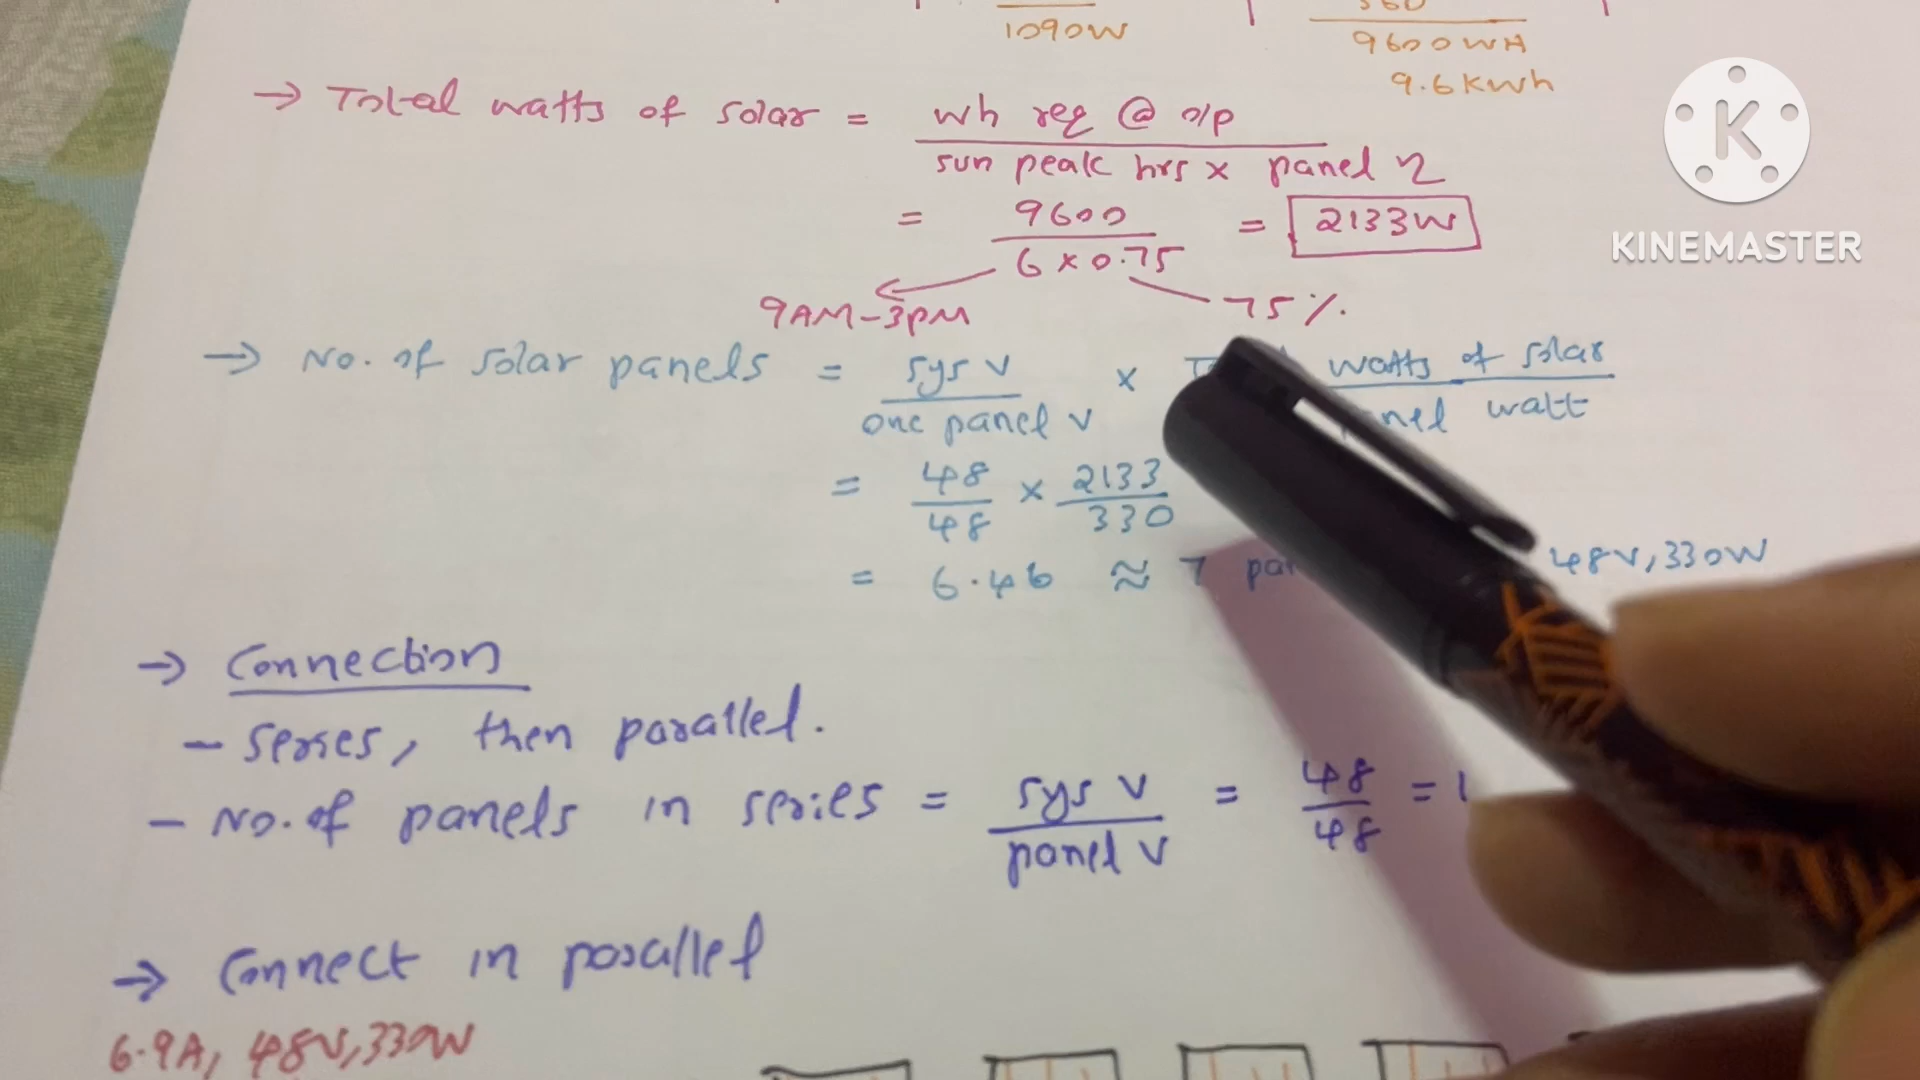 1090W
9600WH
9.6KWh
→ Total watts of solar = wh req @ o/p
sun peak hrs x panel η
= 9600 = 2133W
6 x 0.75
9AM-3PM 75%.
→ No. of solar panels = sys v x watts of solar
one panel v watt
= 48 x 2133
48 330
= 6.46 ≈ 7 48V, 330W
→ Connection
- series, then parallel.
- No. of panels in series = sys v = 48 = 1
panel v 48
→ Connect in parallel
6.9A, 48V, 330W
K
KINEMASTER